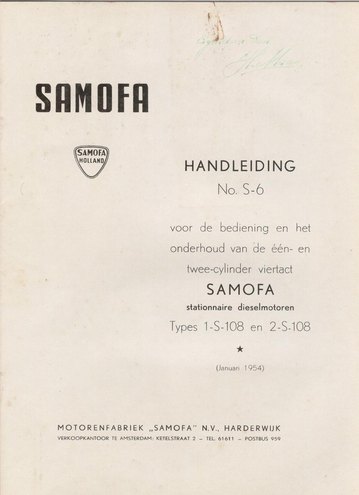 SAMOFA
SAMOFA
HOLLAND
HANDLEIDING
No. S-6
voor de bediening en het
onderhoud van de één- en
twee-cylinder viertact
SAMOFA
stationnaire dieselmotoren
Types 1-S-108 en 2-S-108
★
(Januari 1954)
MOTORENFABRIEK „SAMOFA" N.V., HARDERWIJK
VERKOOPKANTOOR TE AMSTERDAM: KETELSTRAAT 2 – TEL. 61611 – POSTBUS 959